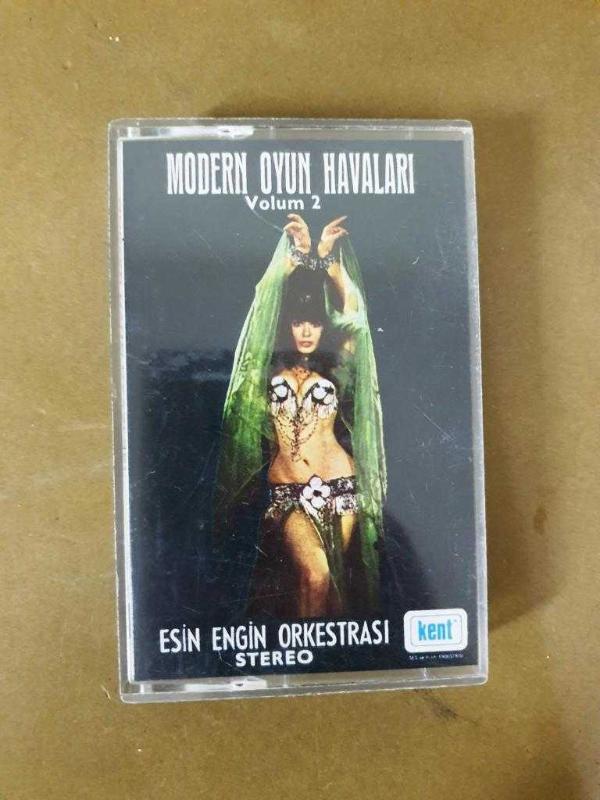 MODERN OYUN HAVALARI
Volum 2
ESİN ENGİN ORKESTRASI
STEREO
kent